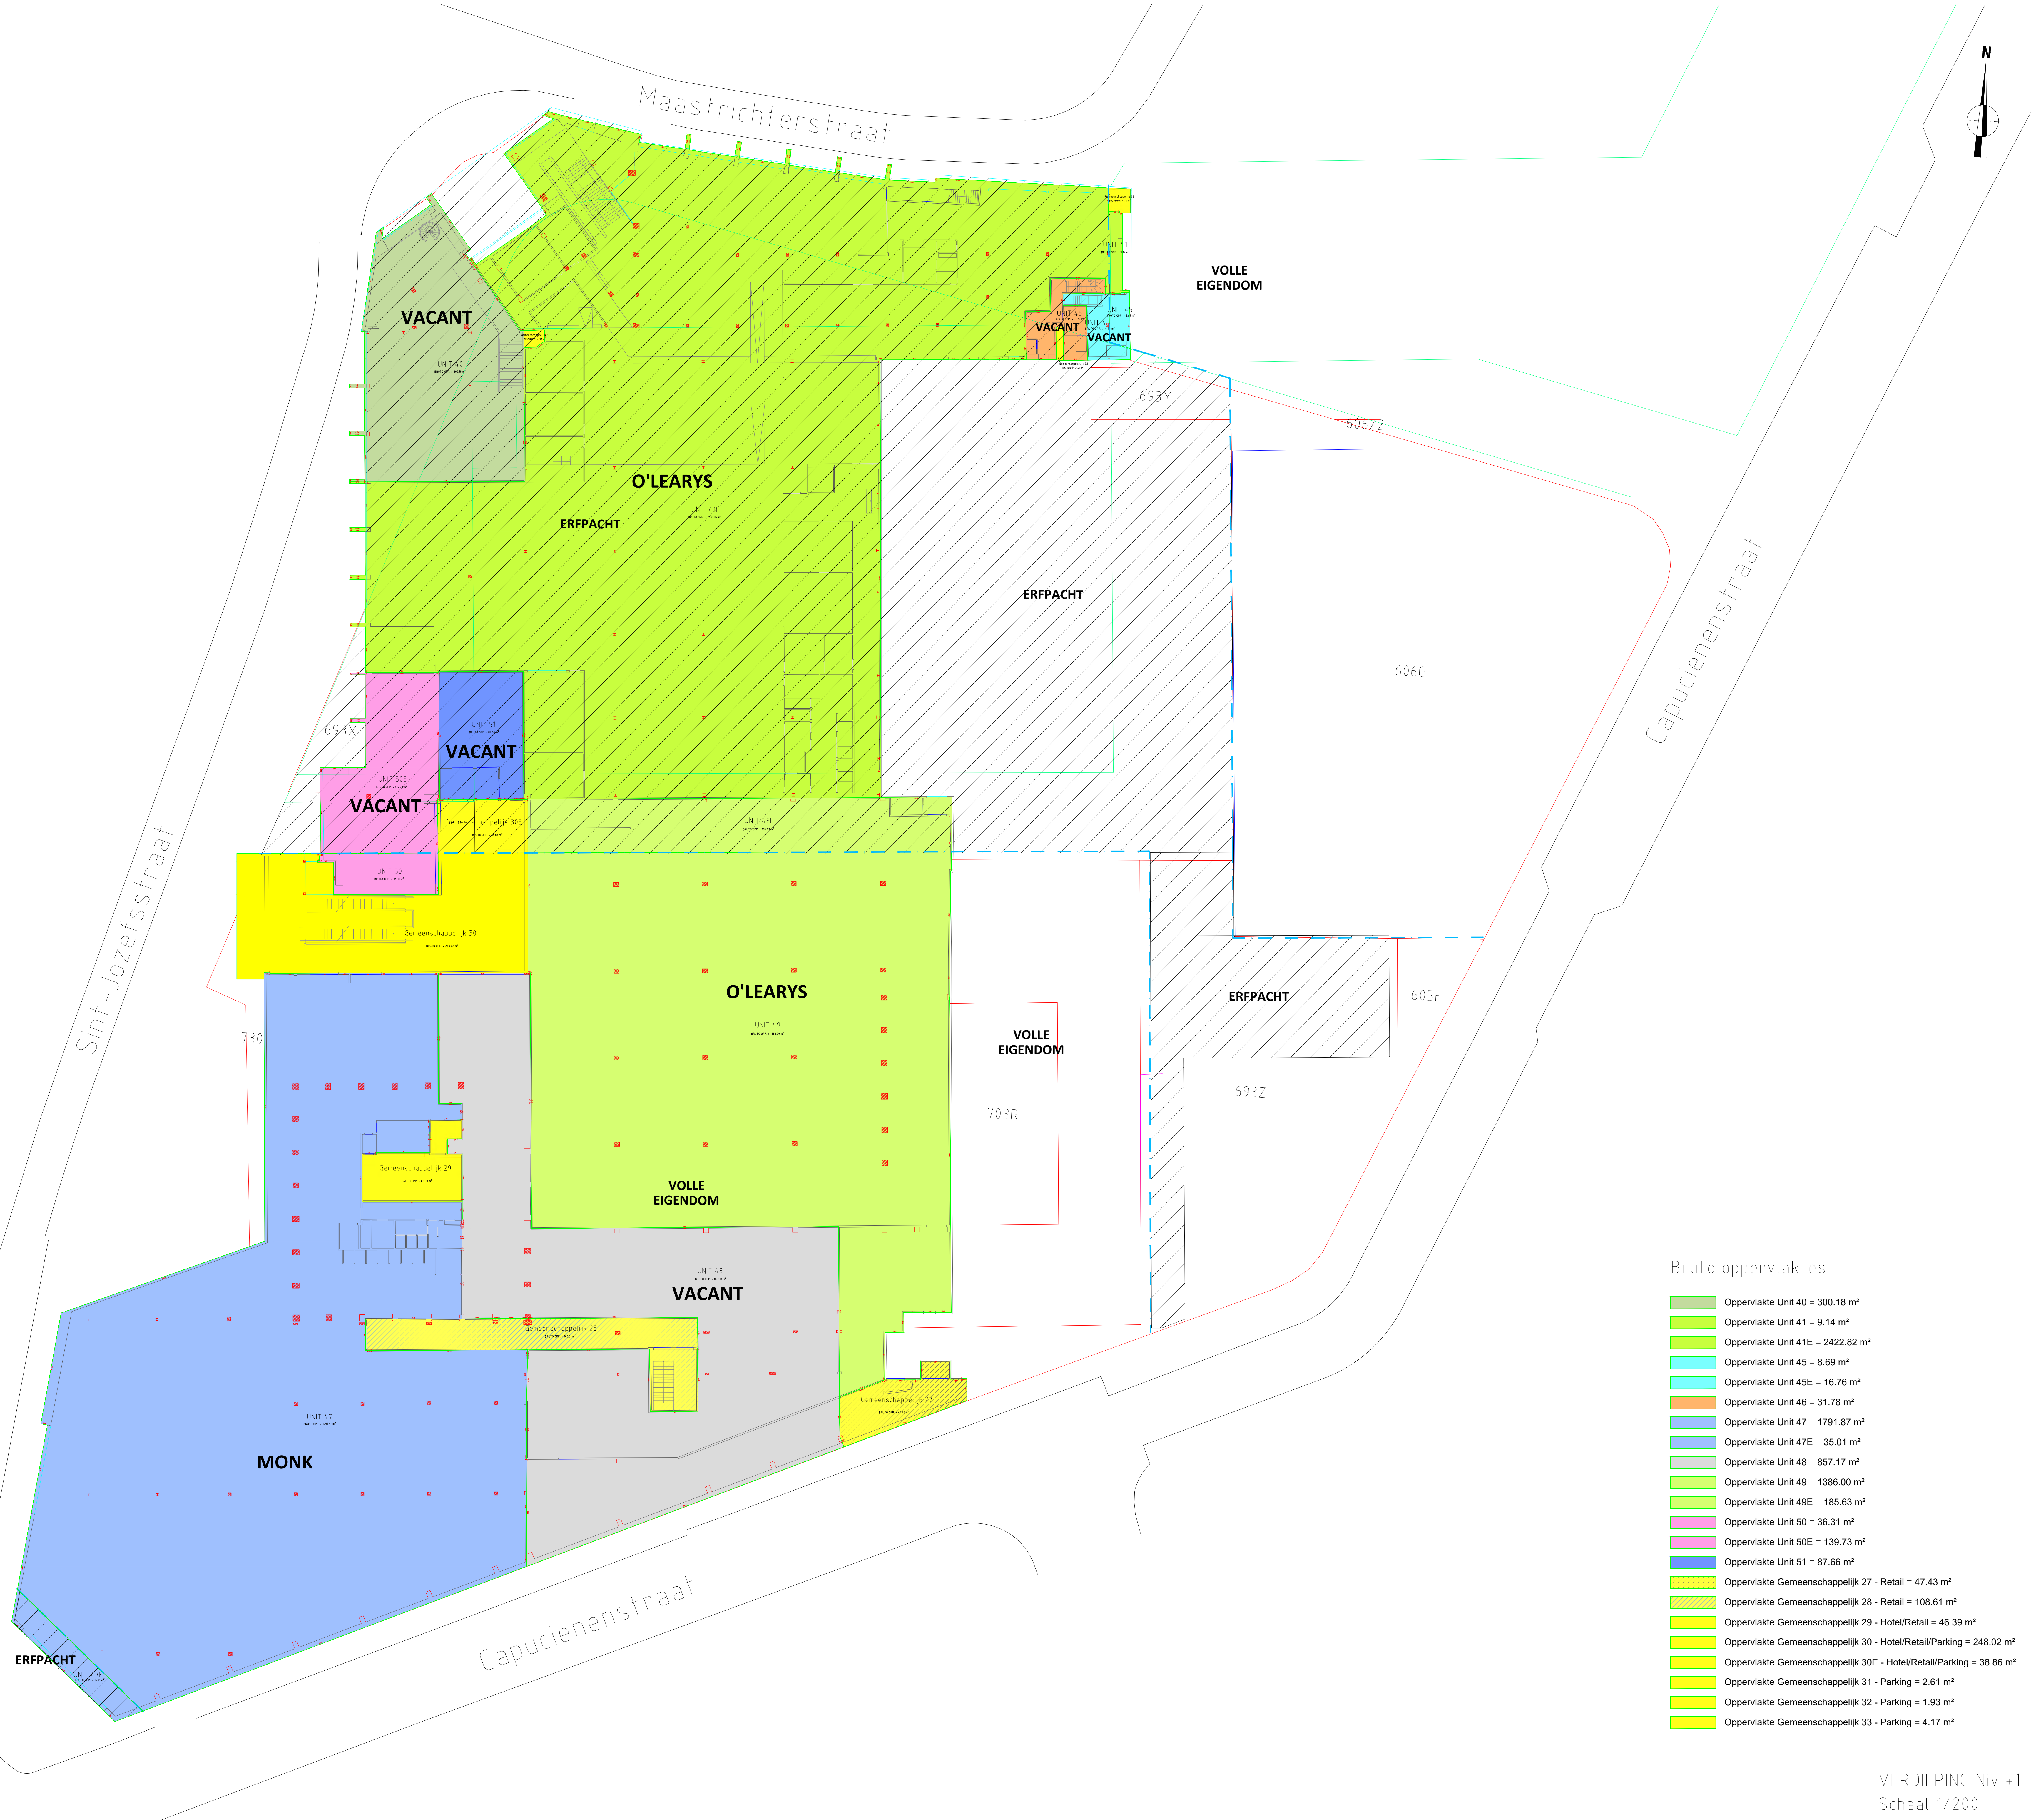 N
Maastrichterstraat
UNIT 41
VOLLE
EIGENDOM
VACANT
UNIT 40
UNIT 46
VACANT
UNIT 45
VACANT
693Y
606/2
O'LEARYS
UNIT 41E
ERFPACHT
ERFPACHT
Capucienenstraat
606G
693X
UNIT 51
VACANT
UNIT 50E
VACANT
Gemeenschappelijk 30E
UNIT 49E
UNIT 50
Gemeenschappelijk 30
Sint-Jozefsstraat
730
O'LEARYS
UNIT 49
ERFPACHT
605E
VOLLE
EIGENDOM
693Z
703R
Gemeenschappelijk 29
VOLLE
EIGENDOM
UNIT 48
VACANT
Gemeenschappelijk 28
Gemeenschappelijk 27
UNIT 47
MONK
ERFPACHT
UNIT 47E
Capucienenstraat
Bruto oppervlaktes
Oppervlakte Unit 40 = 300.18 m²
Oppervlakte Unit 41 = 9.14 m²
Oppervlakte Unit 41E = 2422.82 m²
Oppervlakte Unit 45 = 8.69 m²
Oppervlakte Unit 45E = 16.76 m²
Oppervlakte Unit 46 = 31.78 m²
Oppervlakte Unit 47 = 1791.87 m²
Oppervlakte Unit 47E = 35.01 m²
Oppervlakte Unit 48 = 857.17 m²
Oppervlakte Unit 49 = 1386.00 m²
Oppervlakte Unit 49E = 185.63 m²
Oppervlakte Unit 50 = 36.31 m²
Oppervlakte Unit 50E = 139.73 m²
Oppervlakte Unit 51 = 87.66 m²
Oppervlakte Gemeenschappelijk 27 - Retail = 47.43 m²
Oppervlakte Gemeenschappelijk 28 - Retail = 108.61 m²
Oppervlakte Gemeenschappelijk 29 - Hotel/Retail = 46.39 m²
Oppervlakte Gemeenschappelijk 30 - Hotel/Retail/Parking = 248.02 m²
Oppervlakte Gemeenschappelijk 30E - Hotel/Retail/Parking = 38.86 m²
Oppervlakte Gemeenschappelijk 31 - Parking = 2.61 m²
Oppervlakte Gemeenschappelijk 32 - Parking = 1.93 m²
Oppervlakte Gemeenschappelijk 33 - Parking = 4.17 m²
VERDIEPING Niv +1
Schaal 1/200